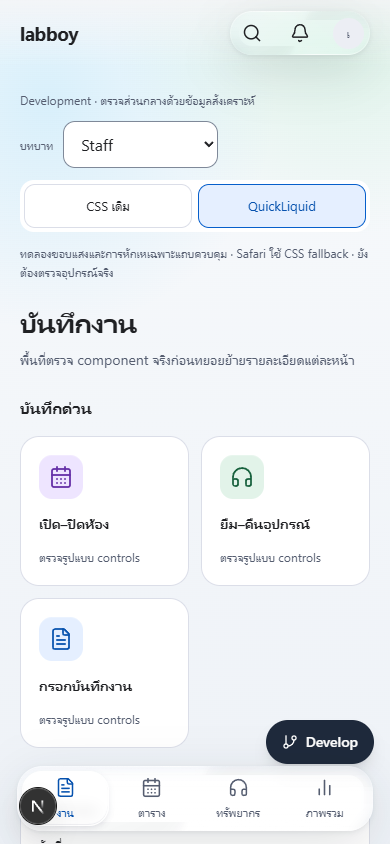 labboy
Development · ตรวจส่วนกลางด้วยข้อมูลสังเคราะห์
บทบาท
Staff
CSS เดิม
QuickLiquid
ทดลองขอบแสงและการหักเหเฉพาะแถบควบคุม · Safari ใช้ CSS fallback · ยัง
ต้องตรวจอุปกรณ์จริง
บันทึกงาน
พื้นที่ตรวจ component จริงก่อนทยอยย้ายรายละเอียดแต่ละหน้า
บันทึกด่วน
เปิด–ปิดห้อง
ตรวจรูปแบบ controls
ยืม–คืนอุปกรณ์
ตรวจรูปแบบ controls
กรอกบันทึกงาน
ตรวจรูปแบบ controls
Develop
N
งาน
ตาราง
ทรัพยากร
ภาพรวม